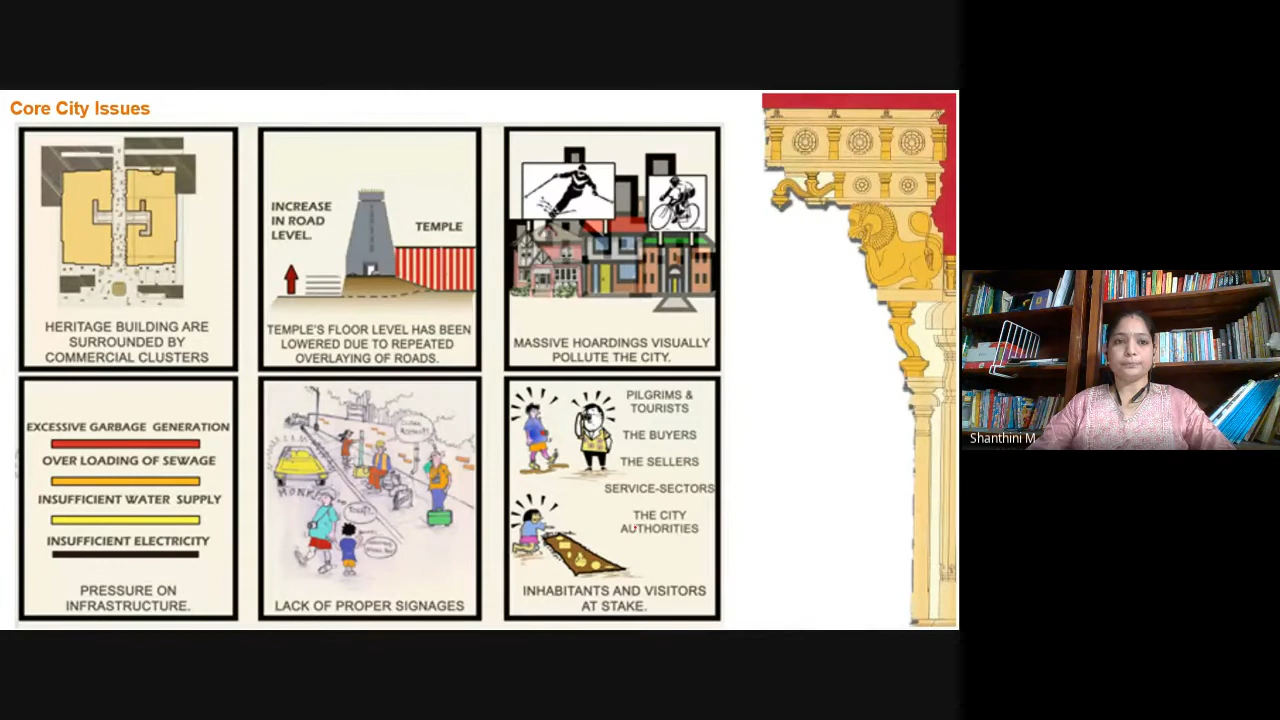 Core City Issues
HERITAGE BUILDING ARE
SURROUNDED BY
COMMERCIAL CLUSTERS
INCREASE
IN ROAD
LEVEL.
TEMPLE
TEMPLE'S FLOOR LEVEL HAS BEEN
LOWERED DUE TO REPEATED
OVERLAYING OF ROADS.
MASSIVE HOARDINGS VISUALLY
POLLUTE THE CITY.
EXCESSIVE GARBAGE GENERATION
OVER LOADING OF SEWAGE
INSUFFICIENT WATER SUPPLY
INSUFFICIENT ELECTRICITY
PRESSURE ON
INFRASTRUCTURE.
LACK OF PROPER SIGNAGES
PILGRIMS &
TOURISTS
THE BUYERS
THE SELLERS
SERVICE-SECTORS
THE CITY
AUTHORITIES
INHABITANTS AND VISITORS
AT STAKE.
Shanthini M